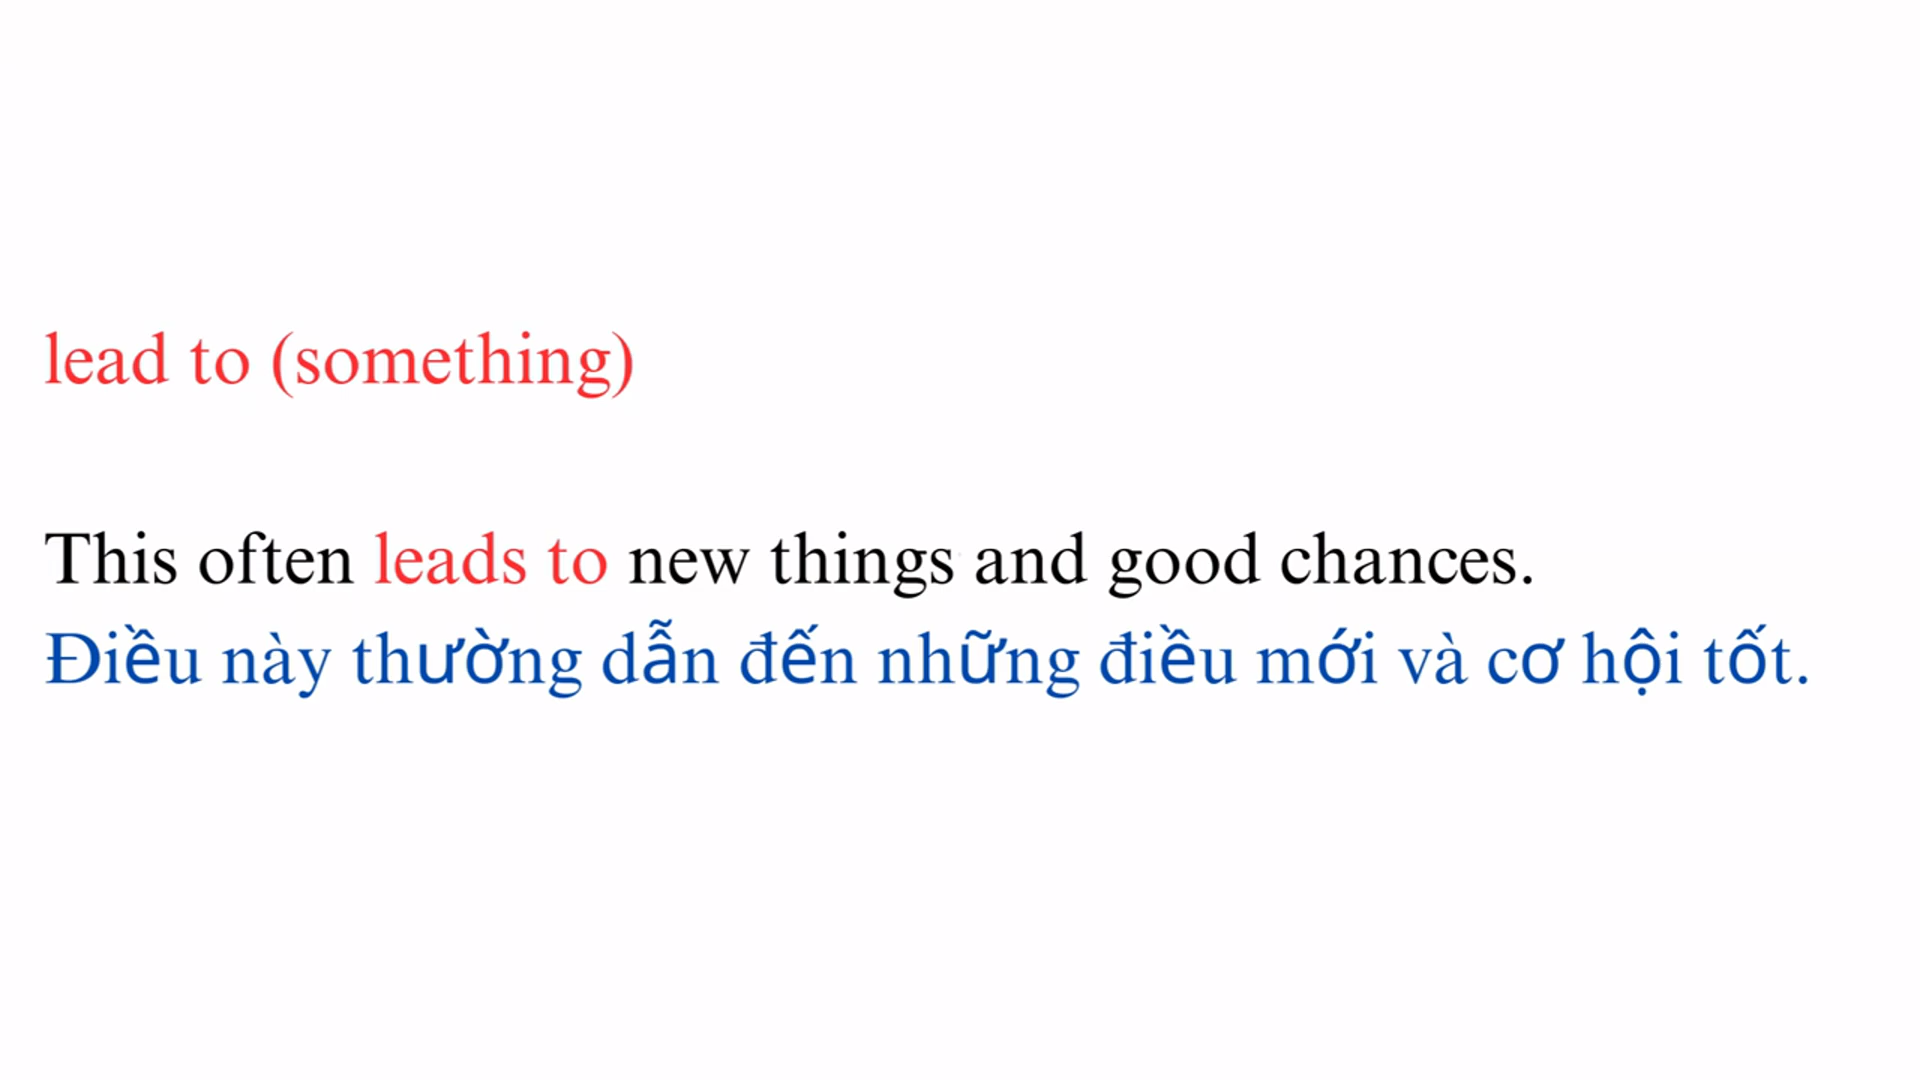 lead to (something)
This often leads to new things and good chances.
Điều này thường dẫn đến những điều mới và cơ hội tốt.